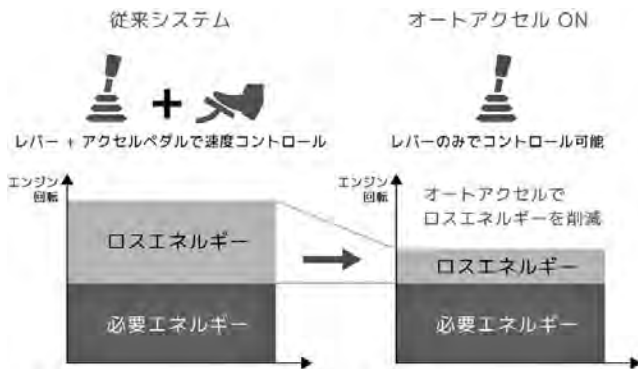 従来システム
オートアクセル ON
レバー + アクセルペダルで速度コントロール
レバーのみでコントロール可能
エンジン
回転
ロスエネルギー
必要エネルギー
エンジン
回転
オートアクセルで
ロスエネルギーを削減
ロスエネルギー
必要エネルギー